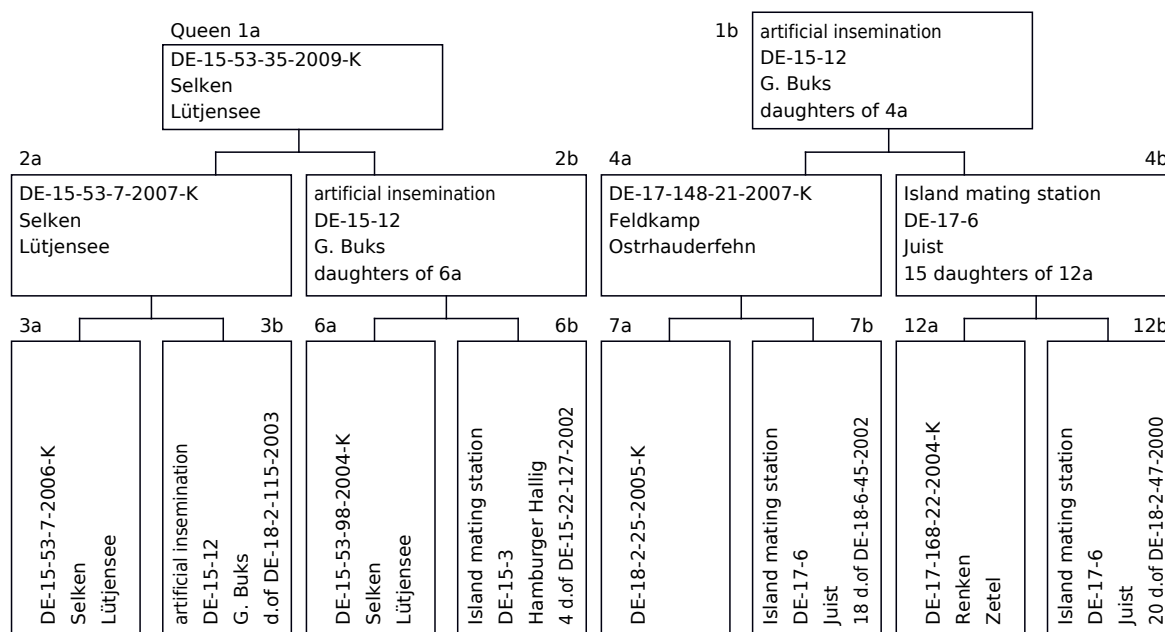 Queen 1a
DE-15-53-35-2009-K
Selken
Lütjensee
1b
artificial insemination
DE-15-12
G. Buks
daughters of 4a
2a
DE-15-53-7-2007-K
Selken
Lütjensee
2b
artificial insemination
DE-15-12
G. Buks
daughters of 6a
4a
DE-17-148-21-2007-K
Feldkamp
Ostrhauderfehn
4b
Island mating station
DE-17-6
Juist
15 daughters of 12a
3a
DE-15-53-7-2006-K
Selken
Lütjensee
3b
artificial insemination
DE-15-12
G. Buks
d.of DE-18-2-115-2003
6a
DE-15-53-98-2004-K
Selken
Lütjensee
6b
Island mating station
DE-15-3
Hamburger Hallig
4 d.of DE-15-22-127-2002
7a
DE-18-2-25-2005-K
7b
Island mating station
DE-17-6
Juist
18 d.of DE-18-6-45-2002
12a
DE-17-168-22-2004-K
Renken
Zetel
12b
Island mating station
DE-17-6
Juist
20 d.of DE-18-2-47-2000